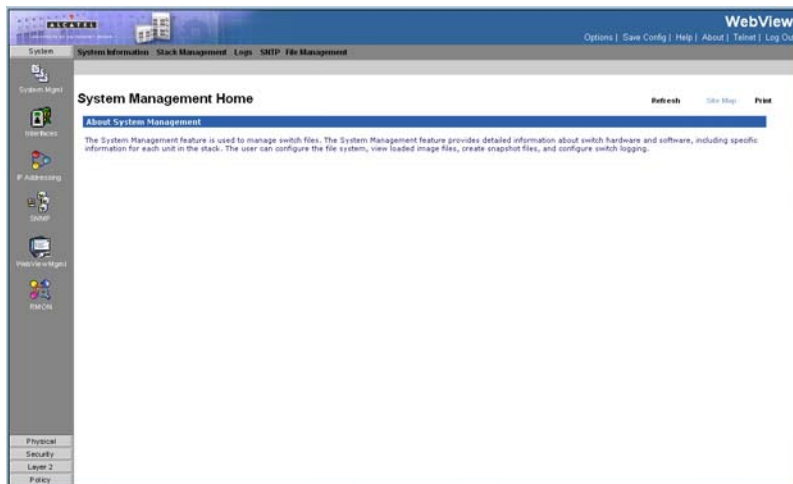 ALCATEL
WebView
Options | Save Config | Help | About | Telnet | Log Out
System
System Information Stack Management Logs SNTP File Management
System Mgmt
System Management Home
Refresh Site Map Print
About System Management
The System Management feature is used to manage switch files. The System Management feature provides detailed information about switch hardware and software, including specific
information for each unit in the stack. The user can configure the file system, view loaded image files, create snapshot files, and configure switch logging.
Interfaces
IP Addressing
SNMP
WebView Mgmt
RMON
Physical
Security
Layer 2
Policy